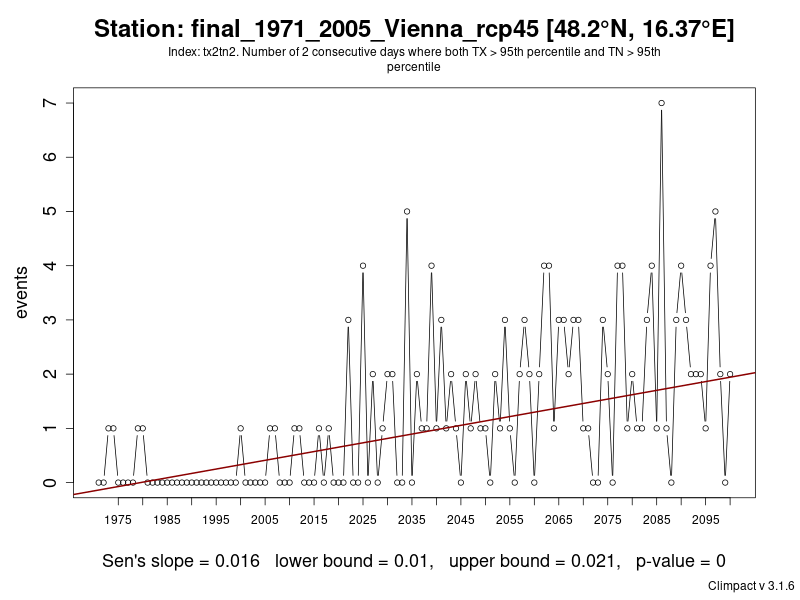 Station: final_1971_2005_Vienna_rcp45 [48.2°N, 16.37°E]
Index: tx2tn2. Number of 2 consecutive days where both TX > 95th percentile and TN > 95th
percentile
7
6
5
4
3
2
1
0
events
1975 1985 1995 2005 2015 2025 2035 2045 2055 2065 2075 2085 2095
Sen's slope = 0.016 lower bound = 0.01, upper bound = 0.021, p-value = 0
Climpact v 3.1.6